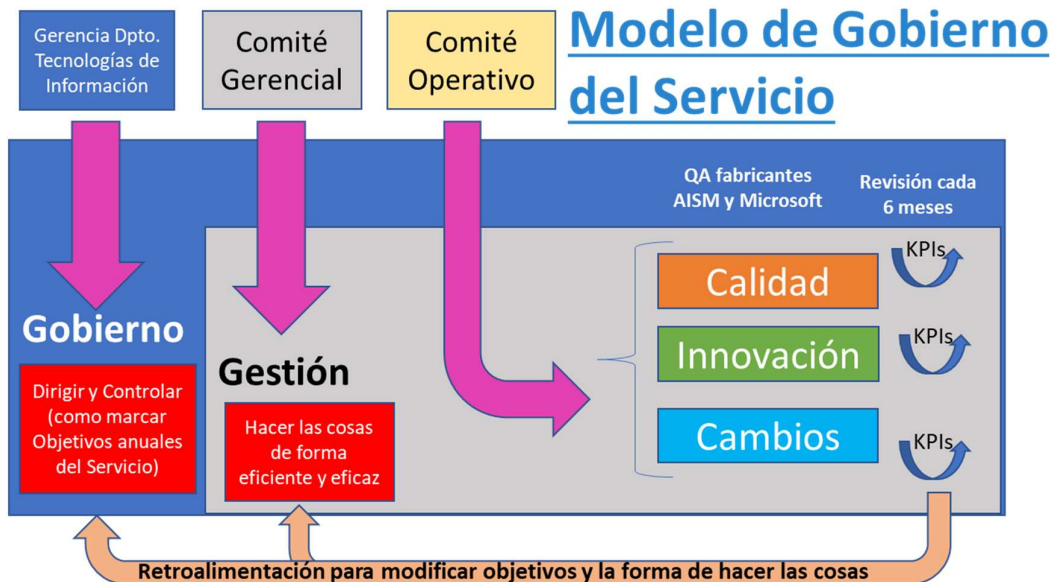 Gerencia Dpto.
Tecnologías de
Información
Comité
Gerencial
Comité
Operativo
Modelo de Gobierno
del Servicio
QA fabricantes
AISM y Microsoft
Revisión cada
6 meses
KPIs
Calidad
Gobierno
KPIs
Innovación
Gestión
Dirigir y Controlar
(como marcar
Objetivos anuales
del Servicio)
Hacer las cosas
de forma
eficiente y eficaz
Cambios
KPIs
Retroalimentación para modificar objetivos y la forma de hacer las cosas